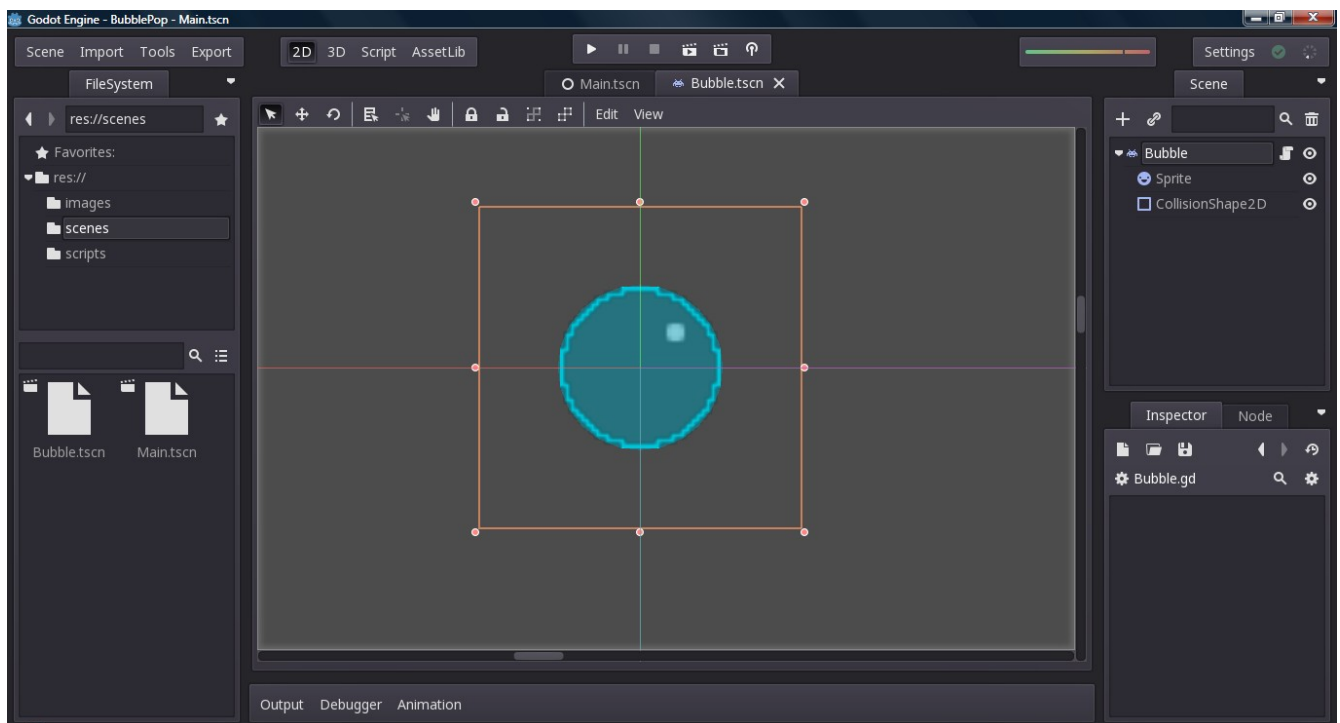 Godot Engine - BubblePop - Main.tscn
Scene Import Tools Export
2D 3D Script AssetLib
Settings
FileSystem
Main.tscn
Bubble.tscn
Scene
res://scenes
Edit View
Favorites:
res://
images
scenes
scripts
Bubble
Sprite
CollisionShape2D
Bubble.tscn
Main.tscn
Inspector Node
Bubble.gd
Output Debugger Animation